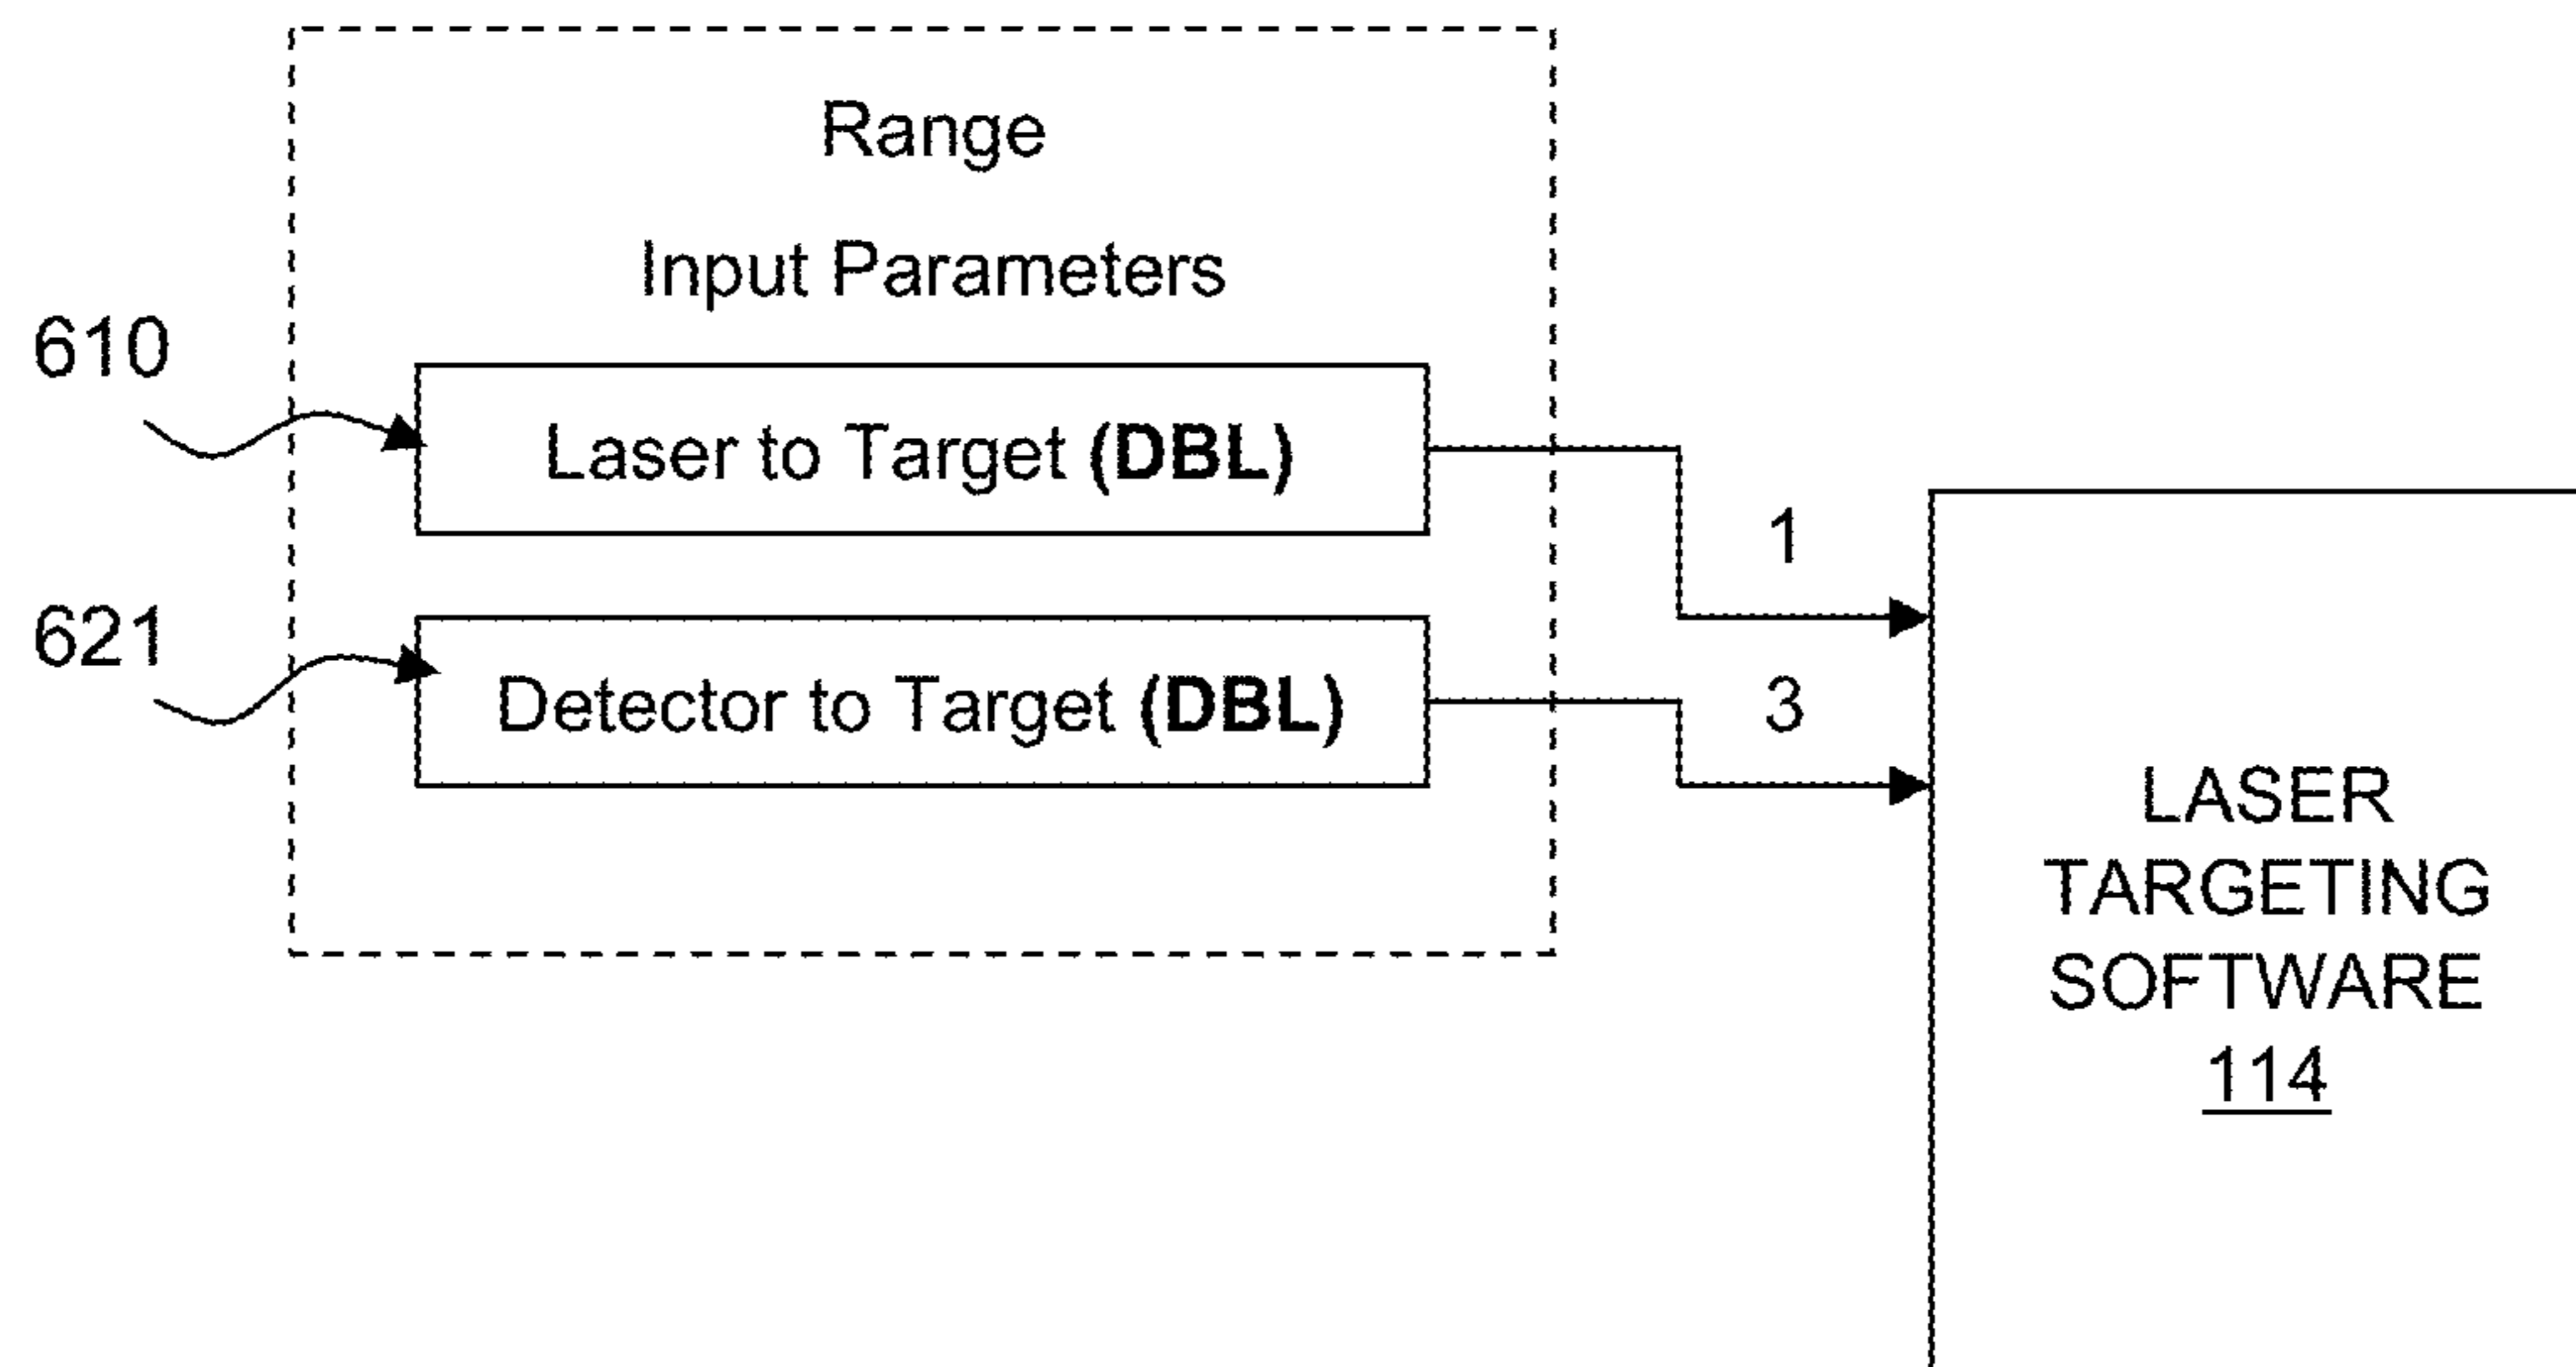 Range
Input Parameters
610
Laser to Target (DBL)
1
621
Detector to Target (DBL)
3
LASER
TARGETING
SOFTWARE
114